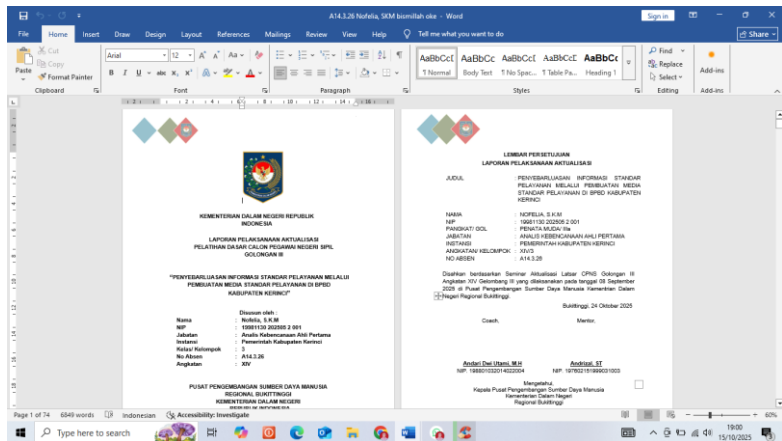 A14.3.26 Nofelia, SKM bismillah oke - Word
Sign in
File Home Insert Draw Design Layout References Mailings Review View Help Tell me what you want to do Share
Paste
Cut
Copy
Format Painter
Clipboard
Arial 12
Font
Paragraph
AaBbCcI AaBbCc AaBbCcI AaBbCcI AaBbCc
¶ Normal Body Text ¶ No Spac... ¶ Table Pa... Heading 1
Styles
Find
Replace
Select
Editing
Add-ins
Add-ins
KEMENTERIAN DALAM NEGERI REPUBLIK
INDONESIA
LAPORAN PELAKSANAAN AKTUALISASI
PELATIHAN DASAR CALON PEGAWAI NEGERI SIPIL
GOLONGAN III
"PENYEBARLUASAN INFORMASI STANDAR PELAYANAN MELALUI
PEMBUATAN MEDIA STANDAR PELAYANAN DI BPBD
KABUPATEN KERINCI"
Disusun oleh :
Nama : Nofelia, S.K.M
NIP : 19981130 202505 2 001
Jabatan : Analis Kebencanaan Ahli Pertama
Instansi : Pemerintah Kabupaten Kerinci
Kelas/ Kelompok : 3
No Absen : A14.3.26
Angkatan : XIV
PUSAT PENGEMBANGAN SUMBER DAYA MANUSIA
REGIONAL BUKITTINGGI
KEMENTERIAN DALAM NEGERI
REPUBLIK INDONESIA
LEMBAR PERSETUJUAN
LAPORAN PELAKSANAAN AKTUALISASI
JUDUL : PENYEBARLUASAN INFORMASI STANDAR
PELAYANAN MELALUI PEMBUATAN MEDIA
STANDAR PELAYANAN DI BPBD KABUPATEN
KERINCI
NAMA : NOFELIA, S.K.M
NIP : 19981130 202505 2 001
PANGKAT/ GOL : PENATA MUDA/ IIIa
JABATAN : ANALIS KEBENCANAAN AHLI PERTAMA
INSTANSI : PEMERINTAH KABUPATEN KERINCI
ANGKATAN/ KELOMPOK : XIV/3
NO ABSEN : A14.3.26
Disahkan berdasarkan Seminar Aktualisasi Latsar CPNS Golongan III
Angkatan XIV Gelombang III yang dilaksanakan pada tanggal 08 September
2025 di Pusat Pengembangan Sumber Daya Manusia Kementrian Dalam
Negeri Regional Bukittinggi.
Bukittinggi, 24 Oktober 2025
Coach, Mentor,
Andari Dwi Utami, M.H Andrizal, ST
NIP. 198801032014022004 NIP. 197602151999031003
Mengetahui,
Kepala Pusat Pengembangan Sumber Daya Manusia
Kementerian Dalam Negeri
Regional Bukittinggi
Page 1 of 74 6549 words Indonesian Accessibility: Investigate 60%
Type here to search
19:00
15/10/2025